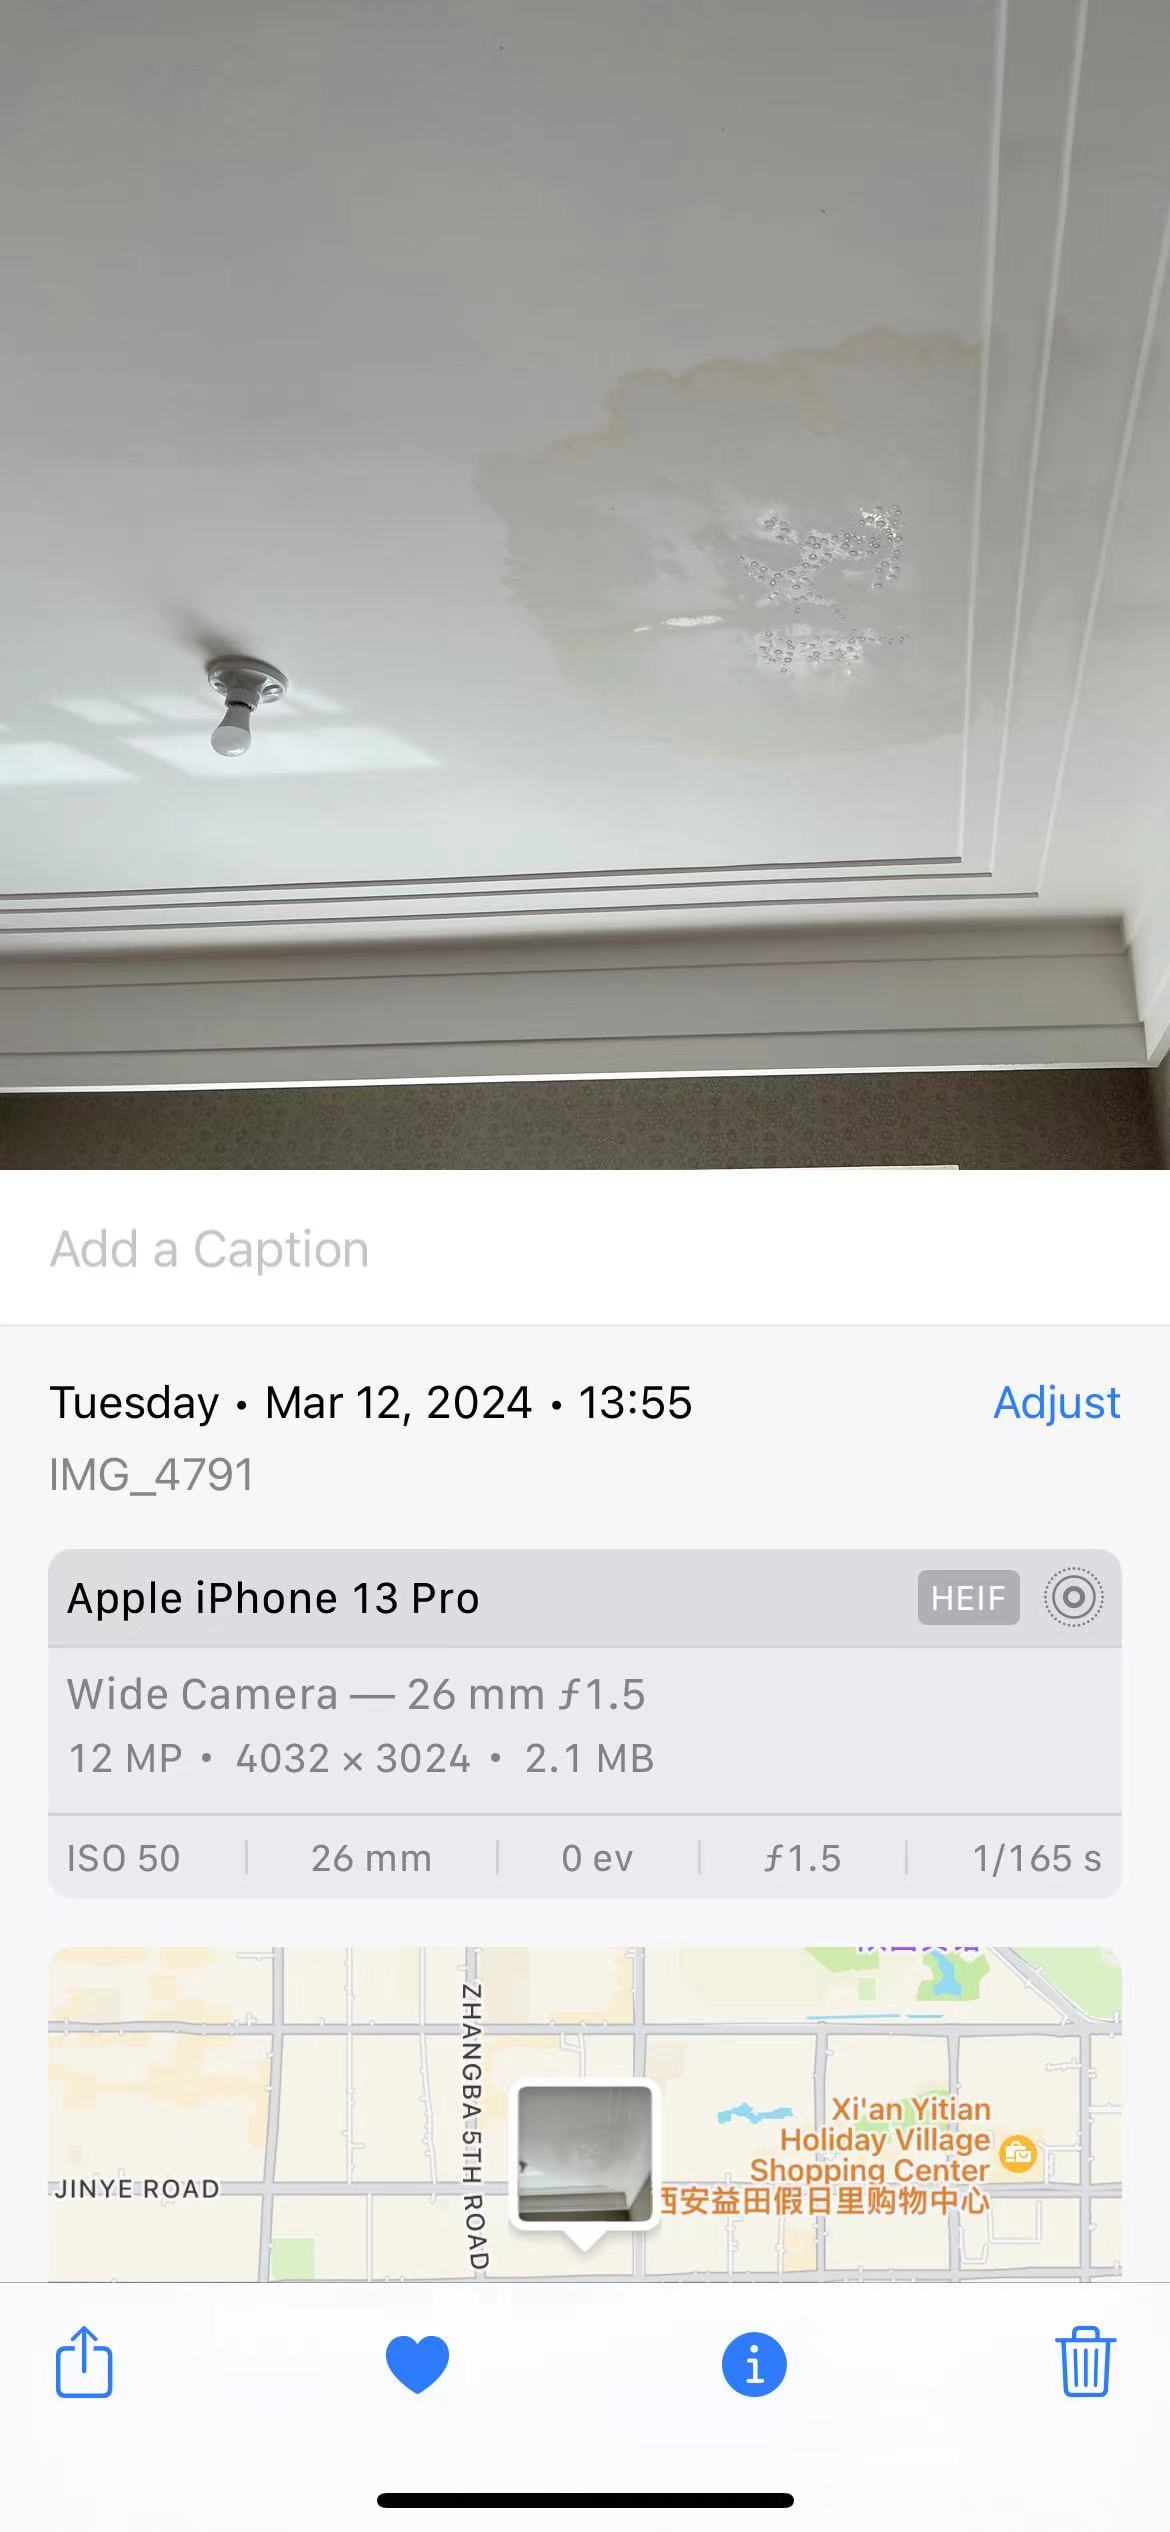 Add a Caption
Tuesday • Mar 12, 2024 • 13:55
Adjust
IMG_4791
Apple iPhone 13 Pro
HEIF
Wide Camera — 26 mm ƒ1.5
12 MP • 4032 × 3024 • 2.1 MB
ISO 50 | 26 mm | 0 ev | ƒ1.5 | 1/165 s
ZHANGBA 5TH ROAD
JINYE ROAD
Xi'an Yitian
Holiday Village
Shopping Center
西安益田假日里购物中心